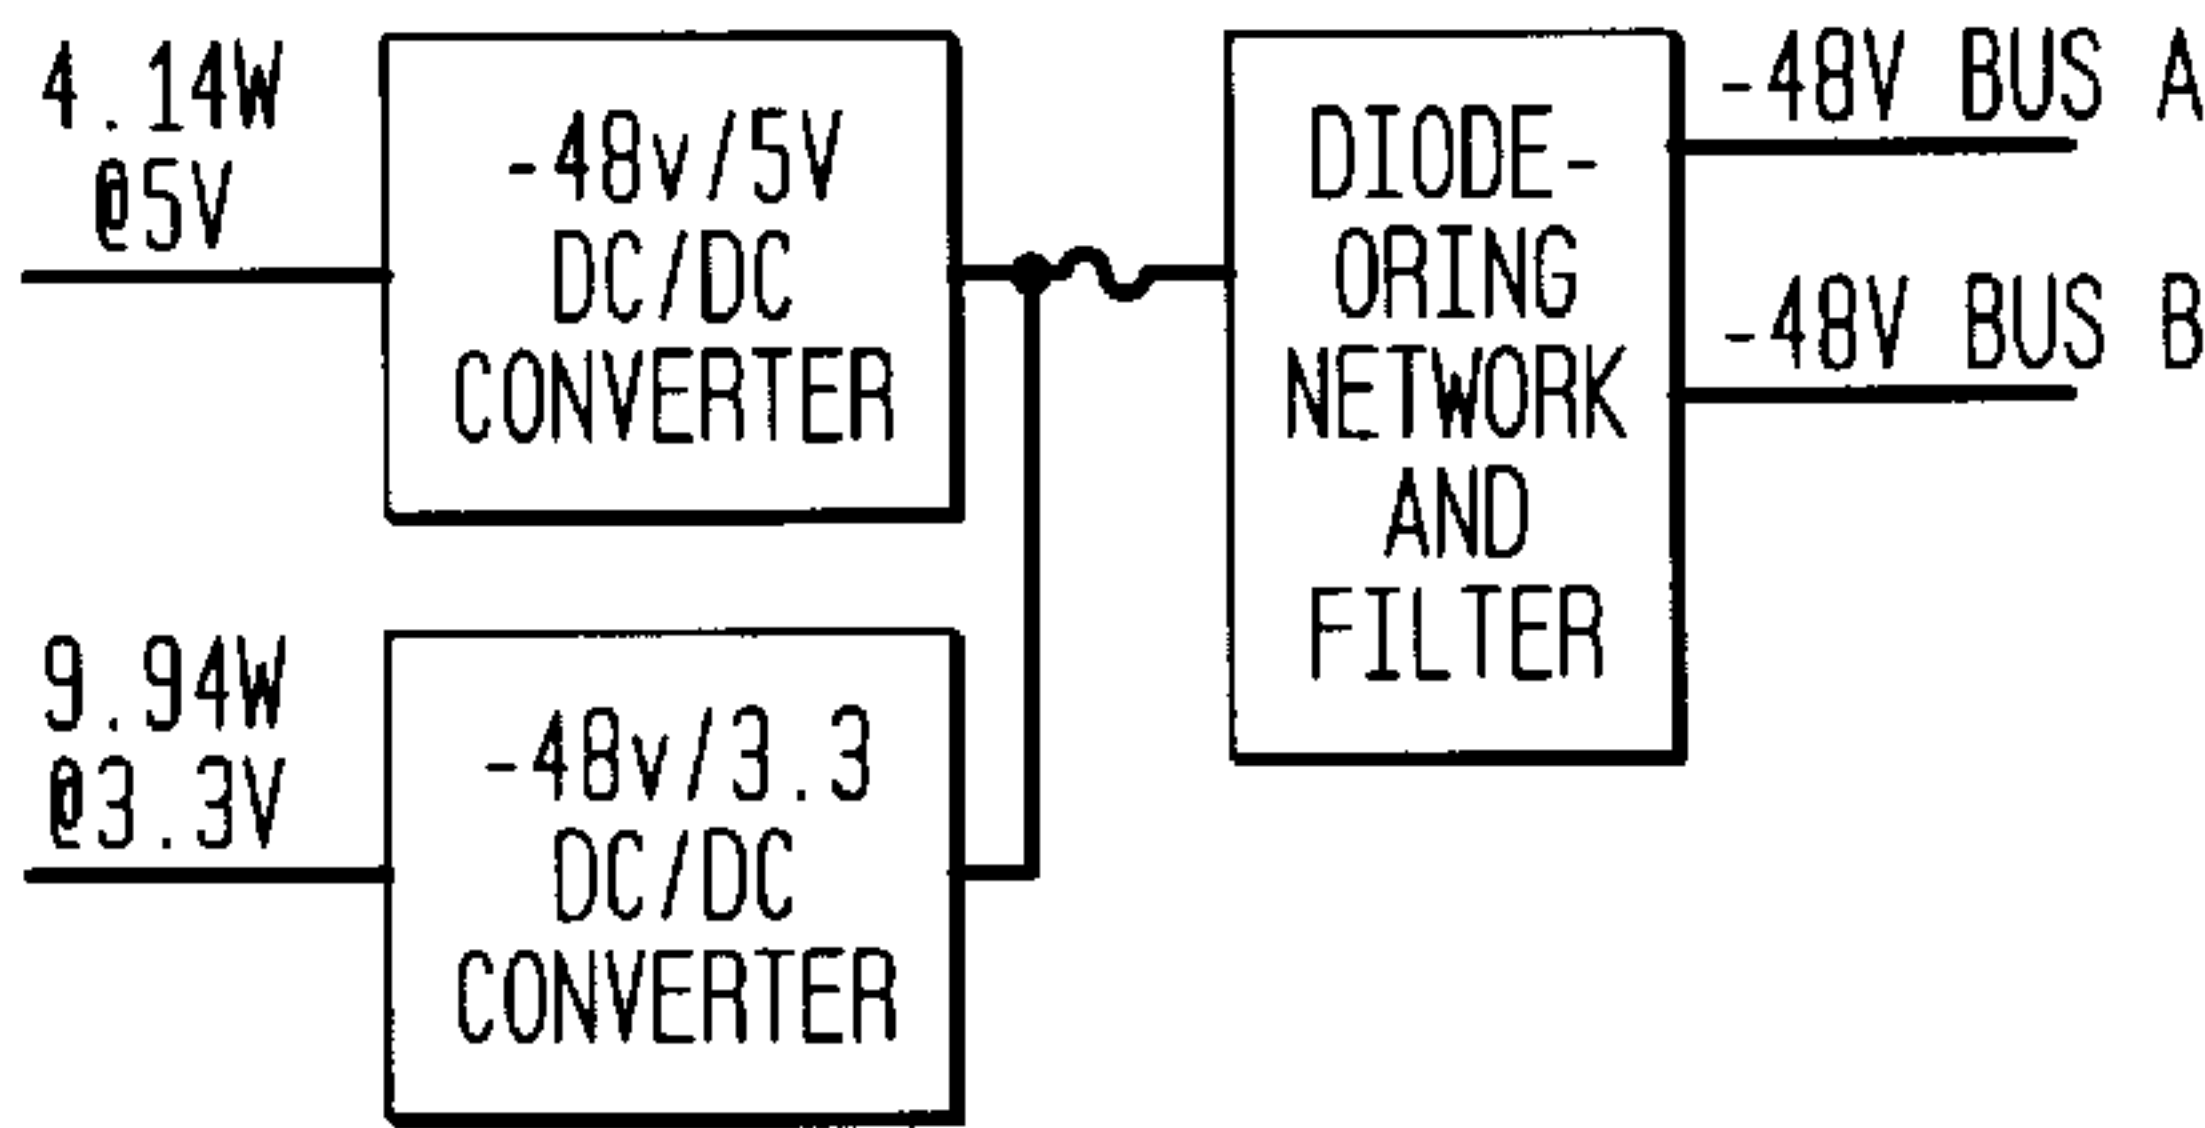 4.14W
@5V
-48v/5V
DC/DC
CONVERTER
9.94W
@3.3V
-48v/3.3
DC/DC
CONVERTER
DIODE-
ORING
NETWORK
AND
FILTER
-48V BUS A
-48V BUS B